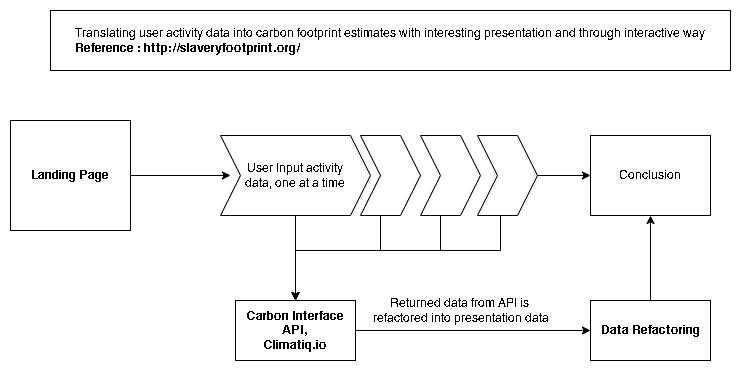 Translating user activity data into carbon footprint estimates with interesting presentation and through interactive way
Reference : http://slaveryfootprint.org/
Landing Page
User Input activity
data, one at a time
Conclusion
Carbon Interface
API,
Climatiq.io
Returned data from API is
refactored into presentation data
Data Refactoring